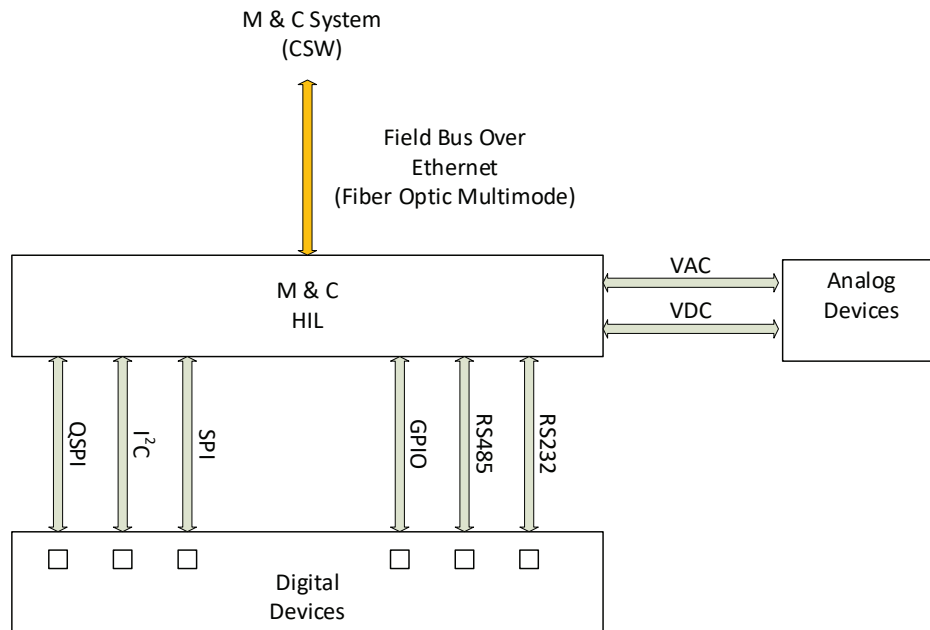 M & C System
(CSW)
Field Bus Over
Ethernet
(Fiber Optic Multimode)
M & C
HIL
VAC
VDC
Analog
Devices
QSPI
I²C
SPI
GPIO
RS485
RS232
Digital
Devices